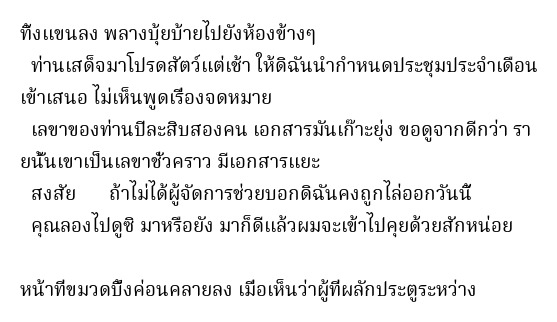 ทิ้งแขนลง พลางบุ้ยบ้ายไปยังห้องข้างๆ
ท่านเสด็จมาโปรดสัตว์แต่เช้า ให้ดิฉันนำกำหนดประชุมประจำเดือน
เข้าเสนอ ไม่เห็นพูดเรื่องจดหมาย
เลขาของท่านปีละสิบสองคน เอกสารมันเก๊าะยุ่ง ขอดูจากดีกว่า รา
ยนั้นเขาเป็นเลขาชั่วคราว มีเอกสารแยะ
สงสัย ถ้าไม่ได้ผู้จัดการช่วยบอกดิฉันคงถูกไล่ออกวันนี้
คุณลองไปดูซิ มาหรือยัง มาก็ดีแล้วผมจะเข้าไปคุยด้วยสักหน่อย
หน้าที่ขมวดบึ้งค่อนคลายลง เมื่อเห็นว่าผู้ที่ผลักประตูระหว่าง